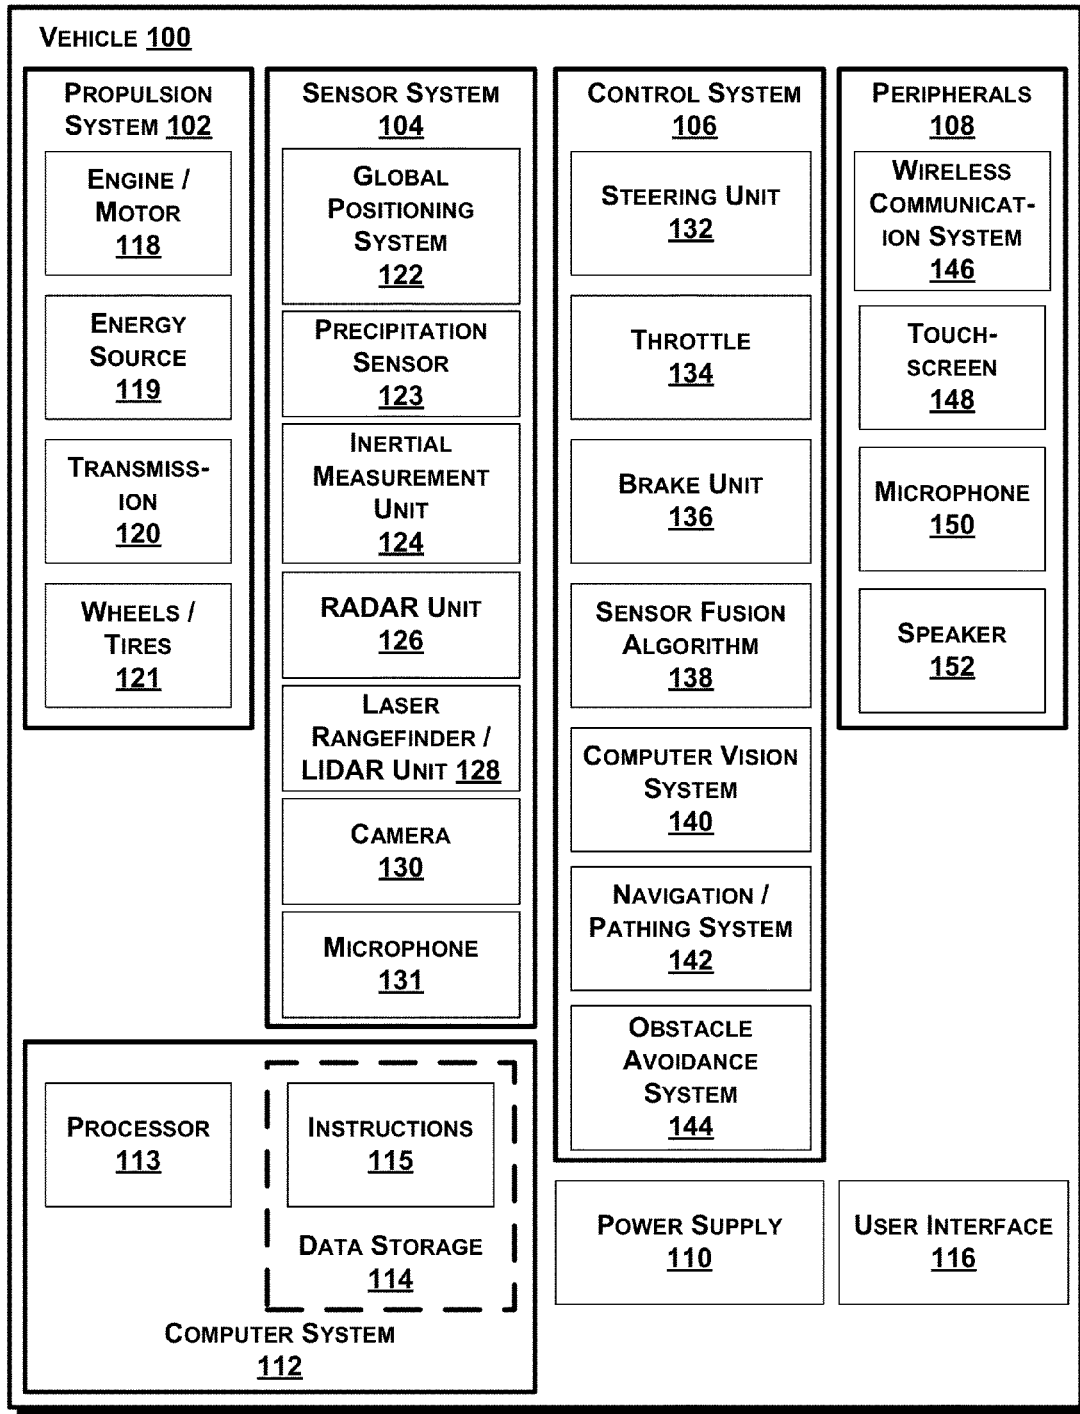 VEHICLE 100
PROPULSION
SYSTEM 102
ENGINE /
MOTOR
118
ENERGY
SOURCE
119
TRANSMISS-
ION
120
WHEELS /
TIRES
121
SENSOR SYSTEM
104
GLOBAL
POSITIONING
SYSTEM
122
PRECIPITATION
SENSOR
123
INERTIAL
MEASUREMENT
UNIT
124
RADAR UNIT
126
LASER
RANGEFINDER /
LIDAR UNIT 128
CAMERA
130
MICROPHONE
131
CONTROL SYSTEM
106
STEERING UNIT
132
THROTTLE
134
BRAKE UNIT
136
SENSOR FUSION
ALGORITHM
138
COMPUTER VISION
SYSTEM
140
NAVIGATION /
PATHING SYSTEM
142
OBSTACLE
AVOIDANCE
SYSTEM
144
PERIPHERALS
108
WIRELESS
COMMUNICAT-
ION SYSTEM
146
TOUCH-
SCREEN
148
MICROPHONE
150
SPEAKER
152
PROCESSOR
113
INSTRUCTIONS
115
DATA STORAGE
114
COMPUTER SYSTEM
112
POWER SUPPLY
110
USER INTERFACE
116